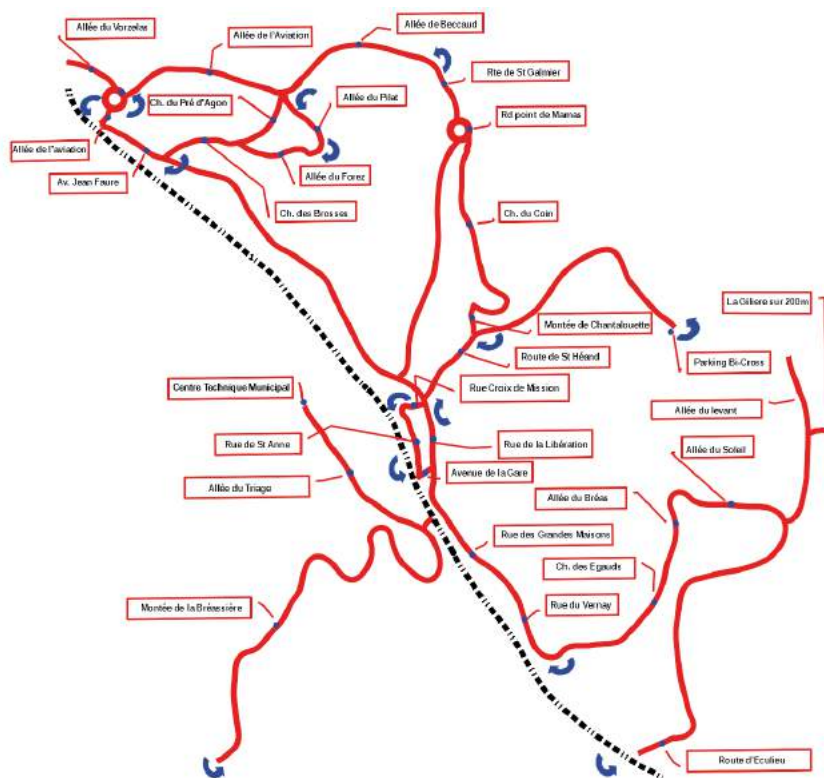 Allée du Vorzelas
Allée de l'Aviation
Allée de Beccaud
Rte de St Galmier
Ch. du Pré d'Agon
Allée du Pilat
Rd point de Mamas
Allée de l'aviation
Av. Jean Faure
Allée du Forez
Ch. des Brosses
Ch. du Coin
La Géliere sur 200m
Montée de Chantalouette
Route de St Héand
Parking Bi-Cross
Centre Technique Municipal
Rue Croix de Mission
Allée du levant
Rue de St Anne
Rue de la Libération
Allée du Soleil
Allée du Triage
Avenue de la Gare
Allée du Bréas
Rue des Grandes Maisons
Ch. des Egauds
Montée de la Bréassière
Rue du Vernay
Route d'Eculieu